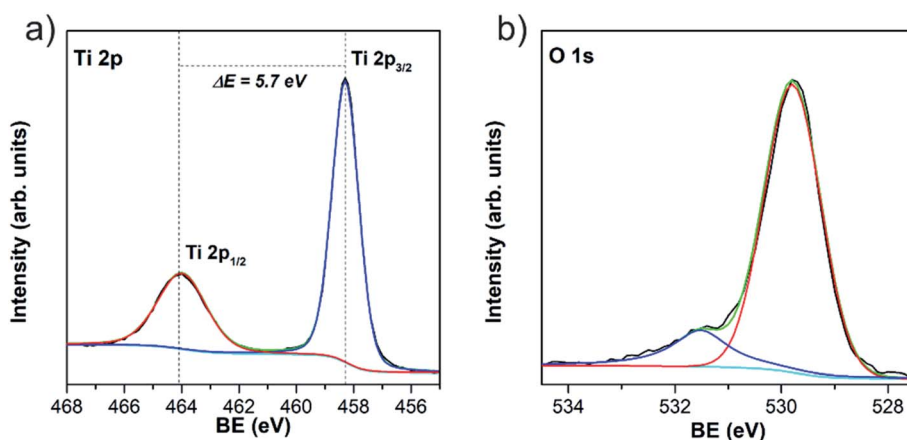 a)
Ti 2p
ΔE = 5.7 eV
Ti 2p3/2
Ti 2p1/2
Intensity (arb. units)
468 466 464 462 460 458 456
BE (eV)
b)
O 1s
Intensity (arb. units)
534 532 530 528
BE (eV)